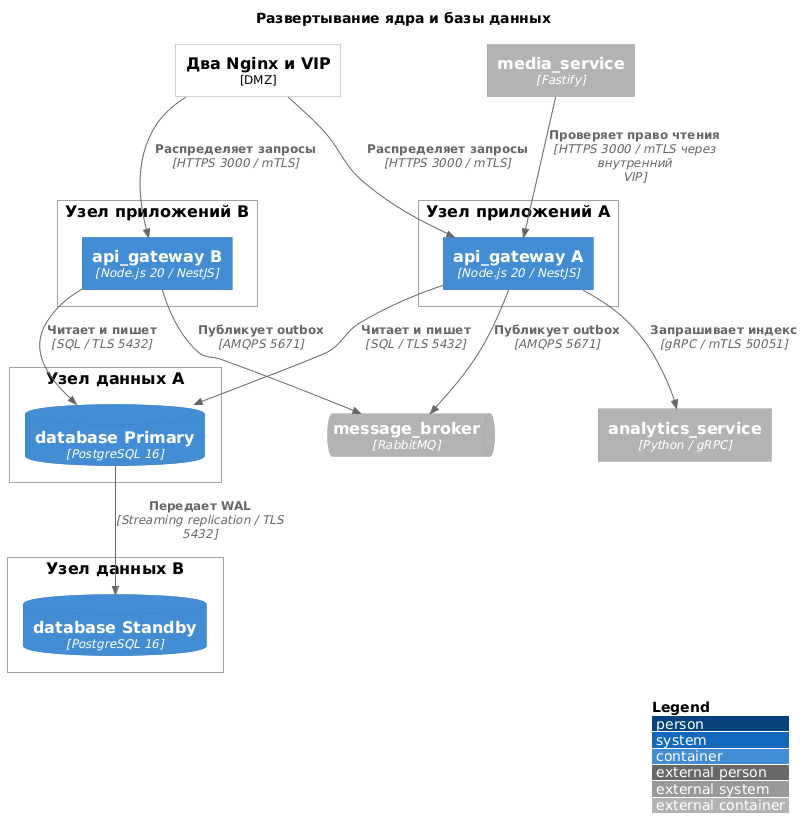 Развертывание ядра и базы данных
Два Nginx и VIP
[DMZ]
media_service
[Fastify]
Распределяет запросы
[HTTPS 3000 / mTLS]
Распределяет запросы
[HTTPS 3000 / mTLS]
Проверяет право чтения
[HTTPS 3000 / mTLS через
внутренний
VIP]
Узел приложений B
api_gateway B
[Node.js 20 / NestJS]
Узел приложений A
api_gateway A
[Node.js 20 / NestJS]
Читает и пишет
[SQL / TLS 5432]
Публикует outbox
[AMQPS 5671]
Читает и пишет
[SQL / TLS 5432]
Публикует outbox
[AMQPS 5671]
Запрашивает индекс
[gRPC / mTLS 50051]
Узел данных A
database Primary
[PostgreSQL 16]
message_broker
[RabbitMQ]
analytics_service
[Python / gRPC]
Передает WAL
[Streaming replication / TLS
5432]
Узел данных B
database Standby
[PostgreSQL 16]
Legend
person
system
container
external person
external system
external container